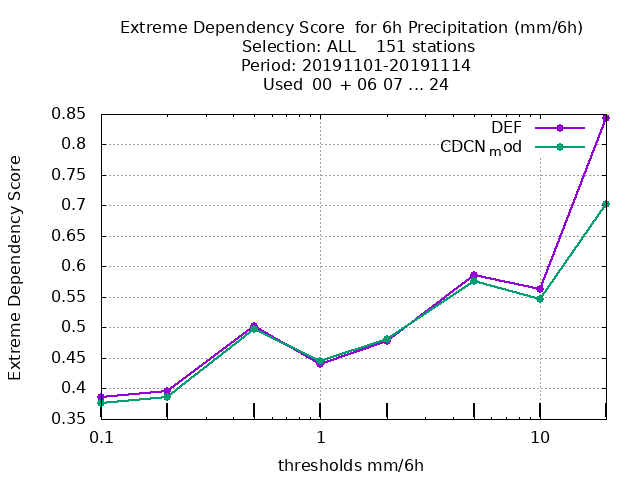 Extreme Dependency Score  for 6h Precipitation (mm/6h)
Selection: ALL    151 stations
Period: 20191101-20191114
Used  00 + 06 07 ... 24
DEF
CDCN_mod
Extreme Dependency Score
0.85
0.8
0.75
0.7
0.65
0.6
0.55
0.5
0.45
0.4
0.35
0.1
1
10
thresholds mm/6h